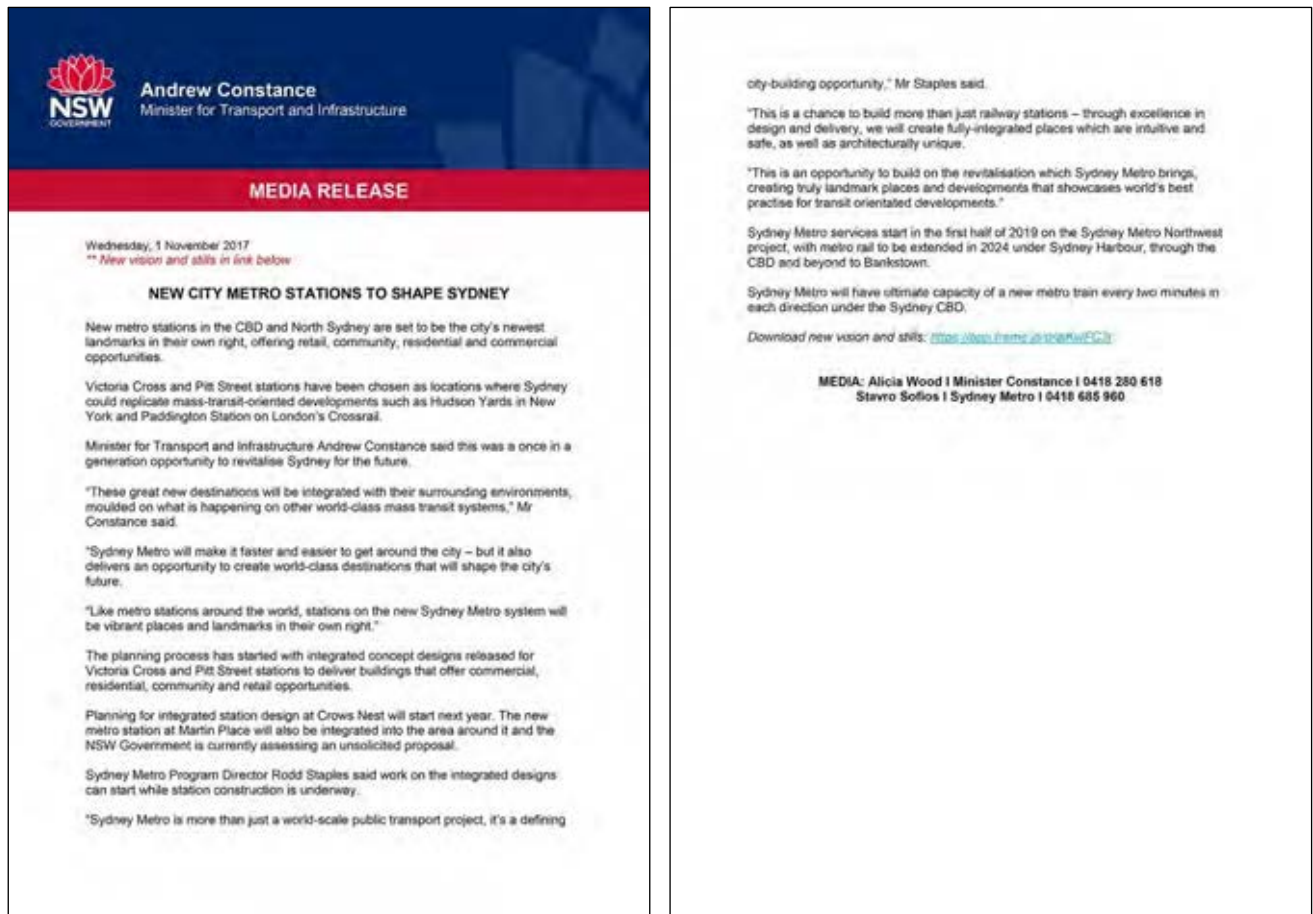 NSW
GOVERNMENT
Andrew Constance
Minister for Transport and Infrastructure
MEDIA RELEASE
Wednesday, 1 November 2017
** New vision and stills in link below
NEW CITY METRO STATIONS TO SHAPE SYDNEY
New metro stations in the CBD and North Sydney are set to be the city's newest
landmarks in their own right, offering retail, community, residential and commercial
opportunities.
Victoria Cross and Pitt Street stations have been chosen as locations where Sydney
could replicate mass-transit-oriented developments such as Hudson Yards in New
York and Paddington Station on London's Crossrail.
Minister for Transport and Infrastructure Andrew Constance said this was a once in a
generation opportunity to revitalise Sydney for the future.
"These great new destinations will be integrated with their surrounding environments,
moulded on what is happening on other world-class mass transit systems," Mr
Constance said.
"Sydney Metro will make it faster and easier to get around the city – but it also
delivers an opportunity to create world-class destinations that will shape the city's
future.
"Like metro stations around the world, stations on the new Sydney Metro system will
be vibrant places and landmarks in their own right."
The planning process has started with integrated concept designs released for
Victoria Cross and Pitt Street stations to deliver buildings that offer commercial,
residential, community and retail opportunities.
Planning for integrated station design at Crows Nest will start next year. The new
metro station at Martin Place will also be integrated into the area around it and the
NSW Government is currently assessing an unsolicited proposal.
Sydney Metro Program Director Rodd Staples said work on the integrated designs
can start while station construction is underway.
"Sydney Metro is more than just a world-scale public transport project, it's a defining
city-building opportunity," Mr Staples said.
"This is a chance to build more than just railway stations – through excellence in
design and delivery, we will create fully-integrated places which are intuitive and
safe, as well as architecturally unique.
"This is an opportunity to build on the revitalisation which Sydney Metro brings,
creating truly landmark places and developments that showcases world's best
practise for transit orientated developments."
Sydney Metro services start in the first half of 2019 on the Sydney Metro Northwest
project, with metro rail to be extended in 2024 under Sydney Harbour, through the
CBD and beyond to Bankstown.
Sydney Metro will have ultimate capacity of a new metro train every two minutes in
each direction under the Sydney CBD.
Download new vision and stills:
MEDIA: Alicia Wood I Minister Constance I 0418 280 618
Stavro Sofios I Sydney Metro I 0418 685 960